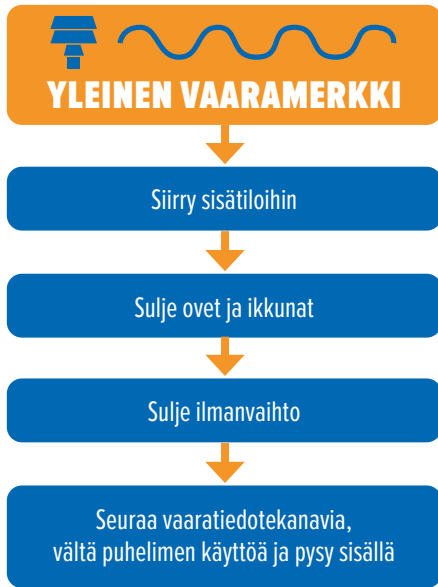 YLEINEN VAARAMERKKI
Siirry sisätiloihin
Sulje ovet ja ikkunat
Sulje ilmanvaihto
Seuraa vaaratiedotekanavia,
vältä puhelimen käyttöä ja pysy sisällä